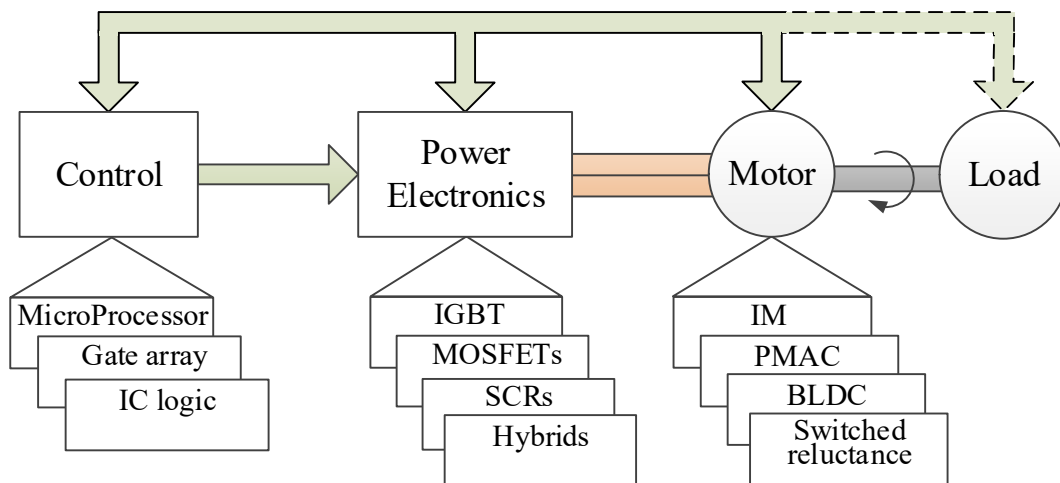 Control
Power
Electronics
Motor
Load
MicroProcessor
Gate array
IC logic
IGBT
MOSFETs
SCRs
Hybrids
IM
PMAC
BLDC
Switched
reluctance